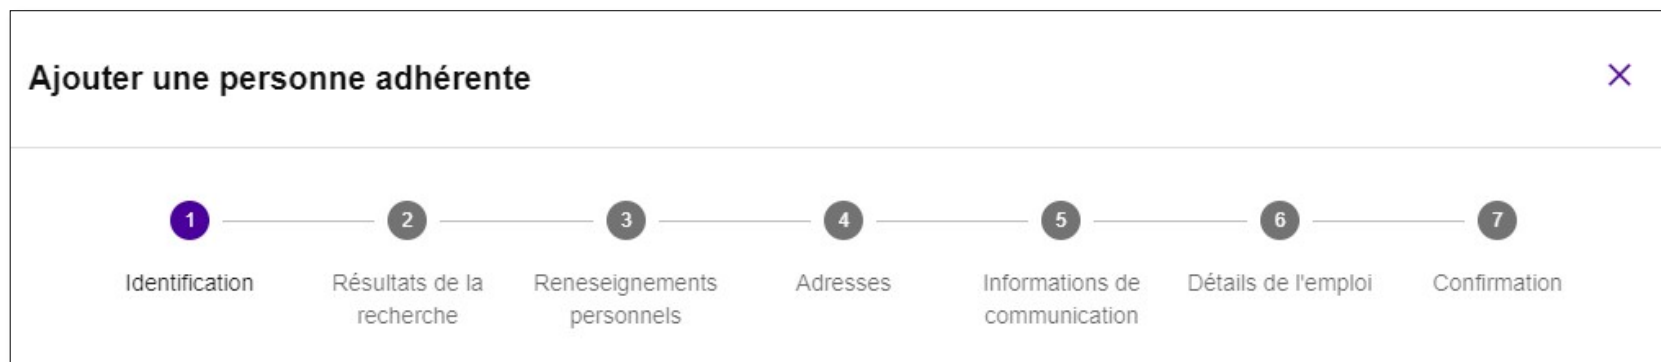 Ajouter une personne adhérente
1
2
3
4
5
6
7
Identification
Résultats de la
recherche
Reneseignements
personnels
Adresses
Informations de
communication
Détails de l'emploi
Confirmation